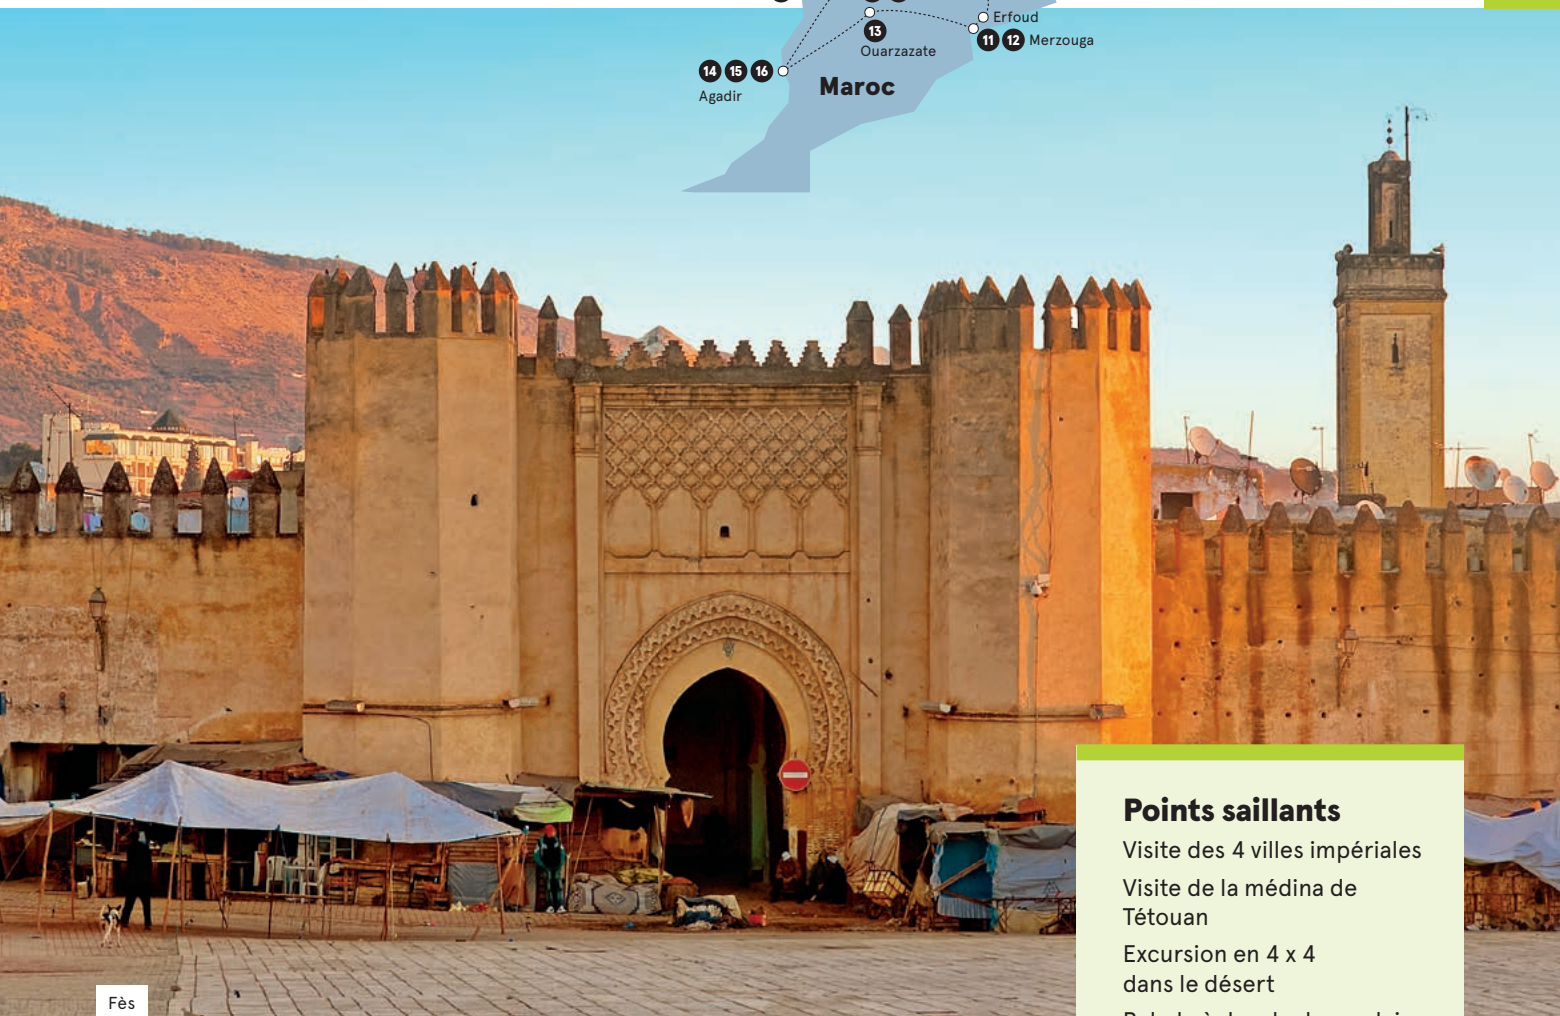 Erfoud
13
11 12 Merzouga
Ouarzazate
14 15 16
Maroc
Agadir
Points saillants
Visite des 4 villes impériales
Visite de la médina de
Tétouan
Excursion en 4 x 4
dans le désert
Fès